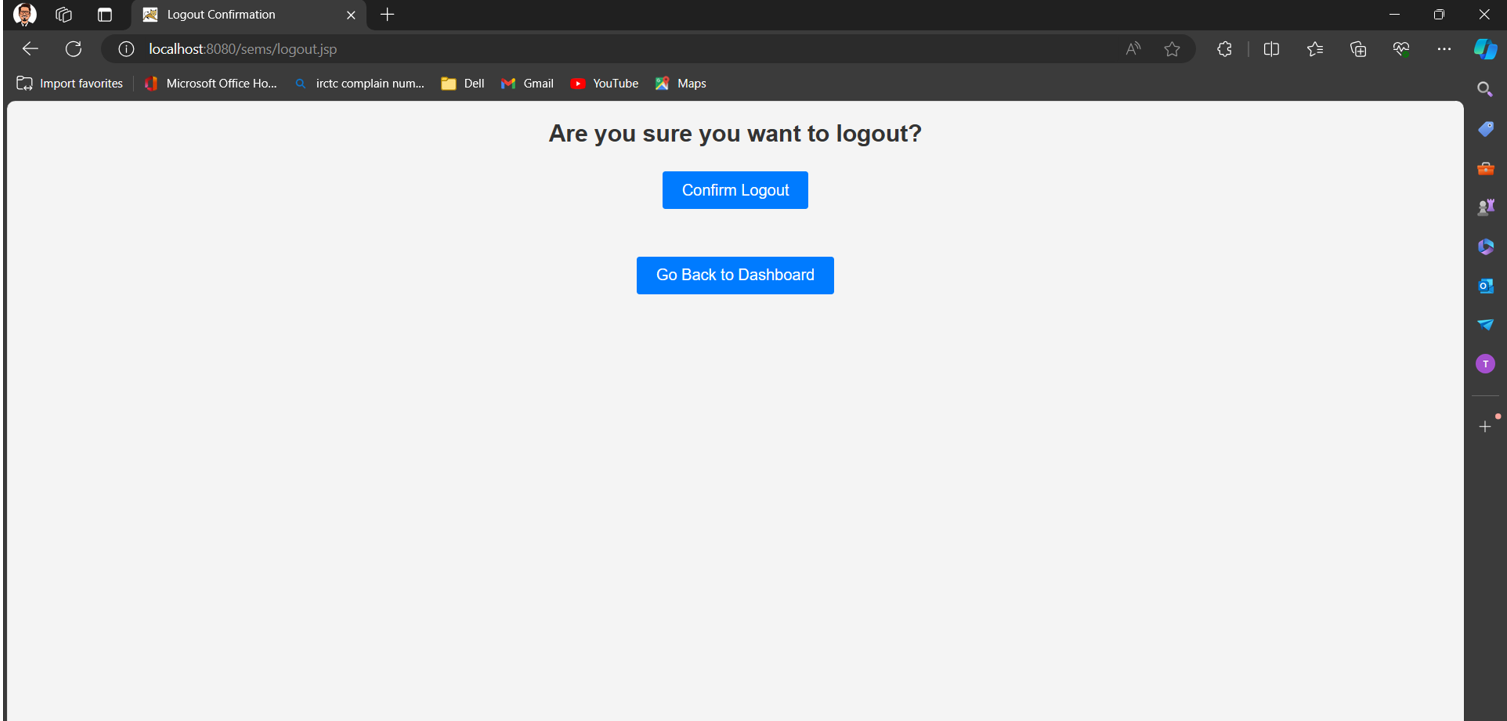 Logout Confirmation
localhost:8080/sems/logout.jsp
Import favorites Microsoft Office Ho... irctc complain num... Dell Gmail YouTube Maps
Are you sure you want to logout?
Confirm Logout
Go Back to Dashboard
T